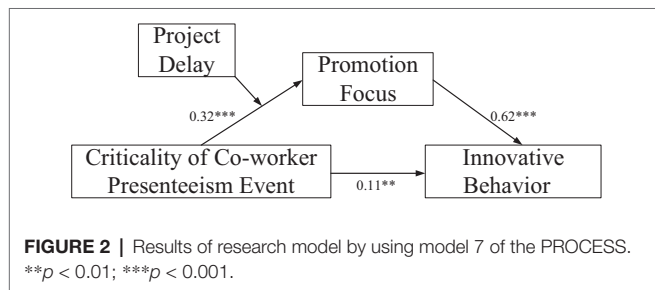 Project
Delay
Promotion
Focus
0.32***
0.62***
Criticality of Co-worker
Presenteeism Event
0.11**
Innovative
Behavior
FIGURE 2 | Results of research model by using model 7 of the PROCESS.
**p < 0.01; ***p < 0.001.